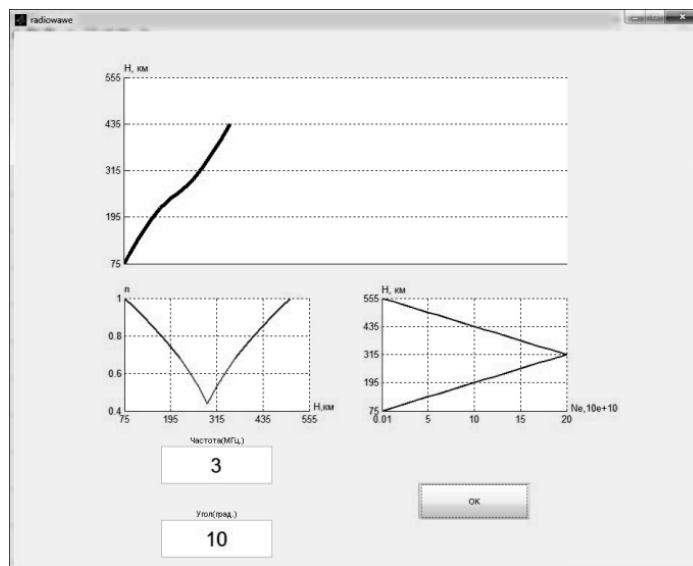 radiowawe
H, км
555
435
315
195
75
n
1
0.8
0.6
0.4
75 195 315 435 555
H,км
H, км
555
435
315
195
75
0.01 5 10 15 20
Ne,10e+10
Частота(МГц,)
3
Угол(град.)
10
OK